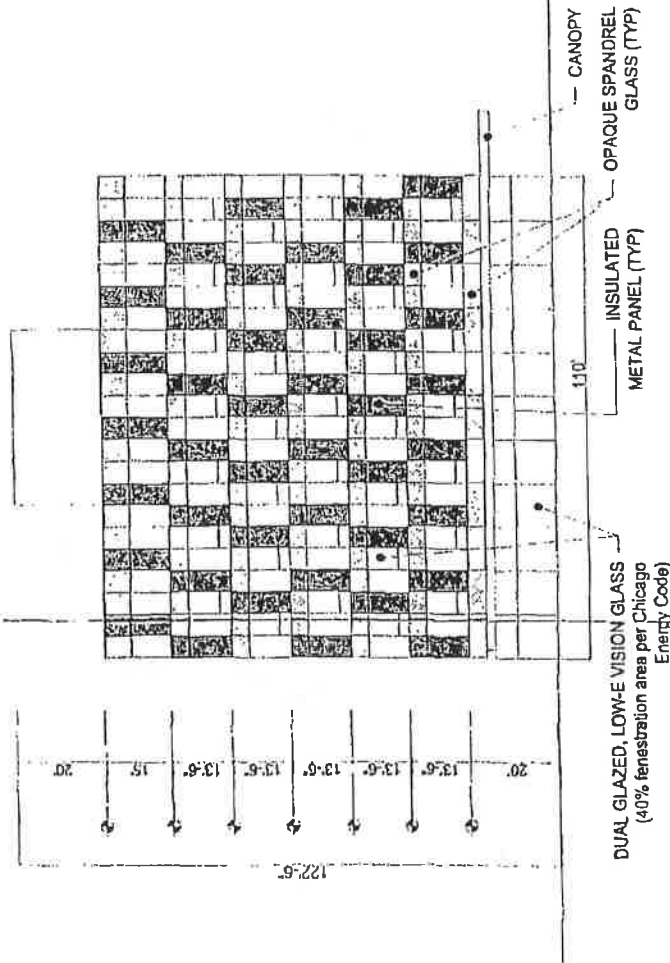 CANOPY
OPAQUE SPANDREL
GLASS (TYP)
INSULATED
METAL PANEL (TYP)
110'
DUAL GLAZED, LOW-E VISION GLASS
(40% fenestration area per Chicago
Energy Code)
20'
15'
13'-6"
13'-6"
13'-6"
13'-6"
13'-6"
20'
122'-6"